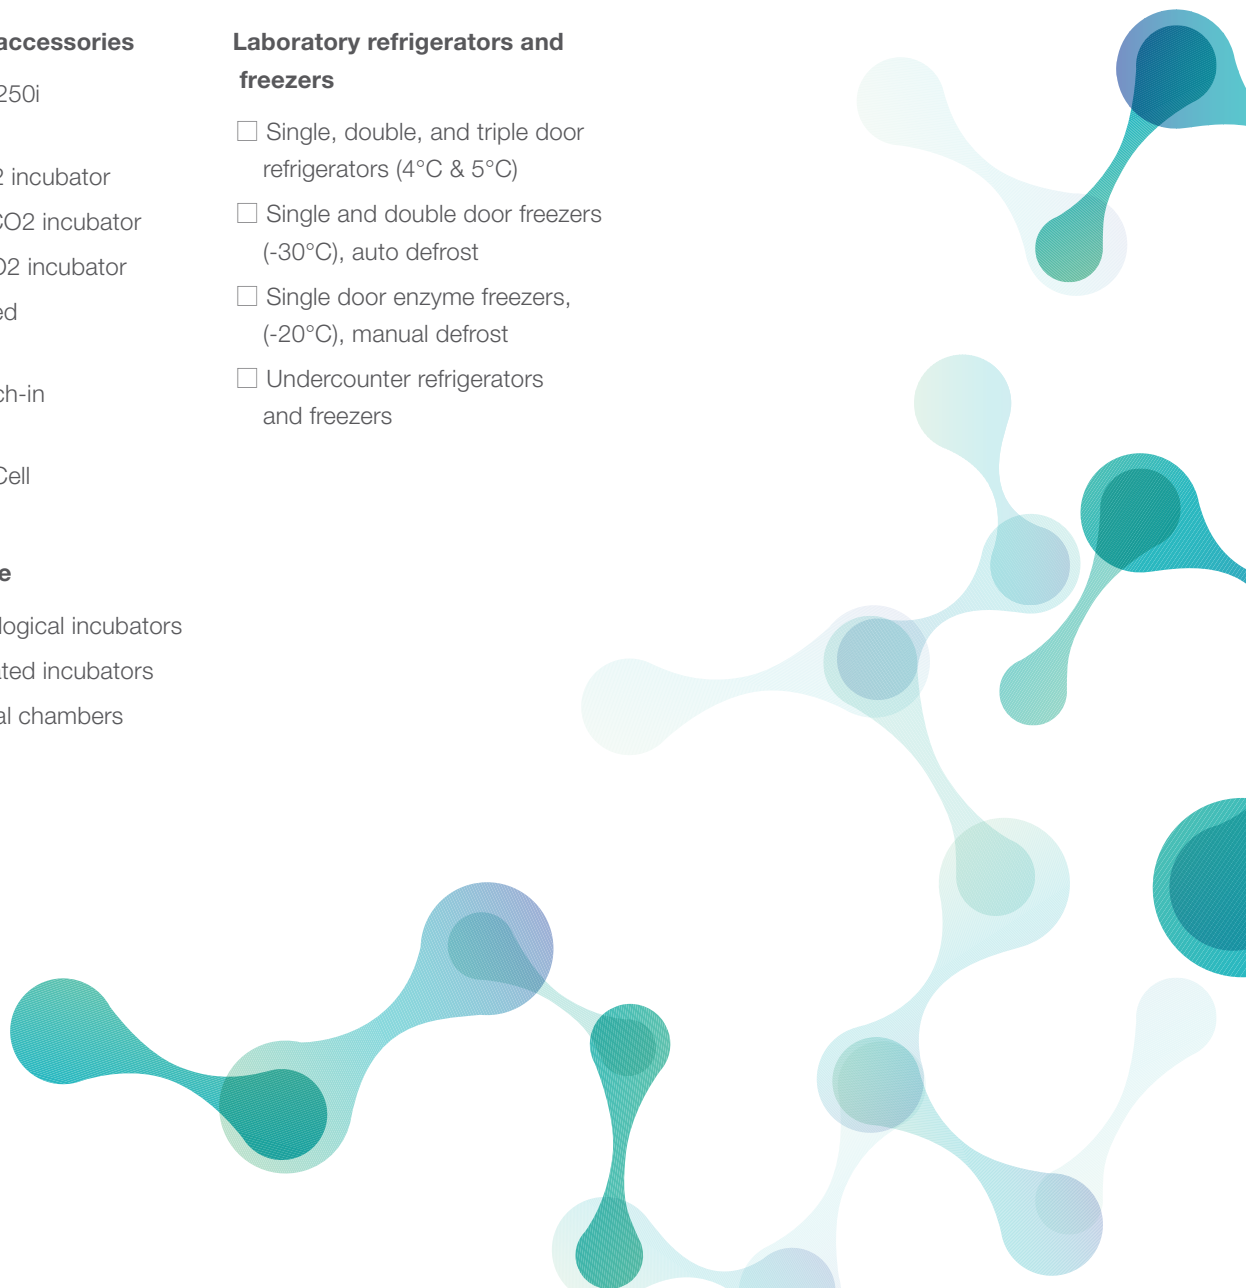 accessories
250i
2 incubator
CO2 incubator
O2 incubator
ed
ch-in
Cell
e
logical incubators
ated incubators
al chambers
Laboratory refrigerators and
freezers
☐ Single, double, and triple door
refrigerators (4°C & 5°C)
☐ Single and double door freezers
(-30°C), auto defrost
☐ Single door enzyme freezers,
(-20°C), manual defrost
☐ Undercounter refrigerators
and freezers